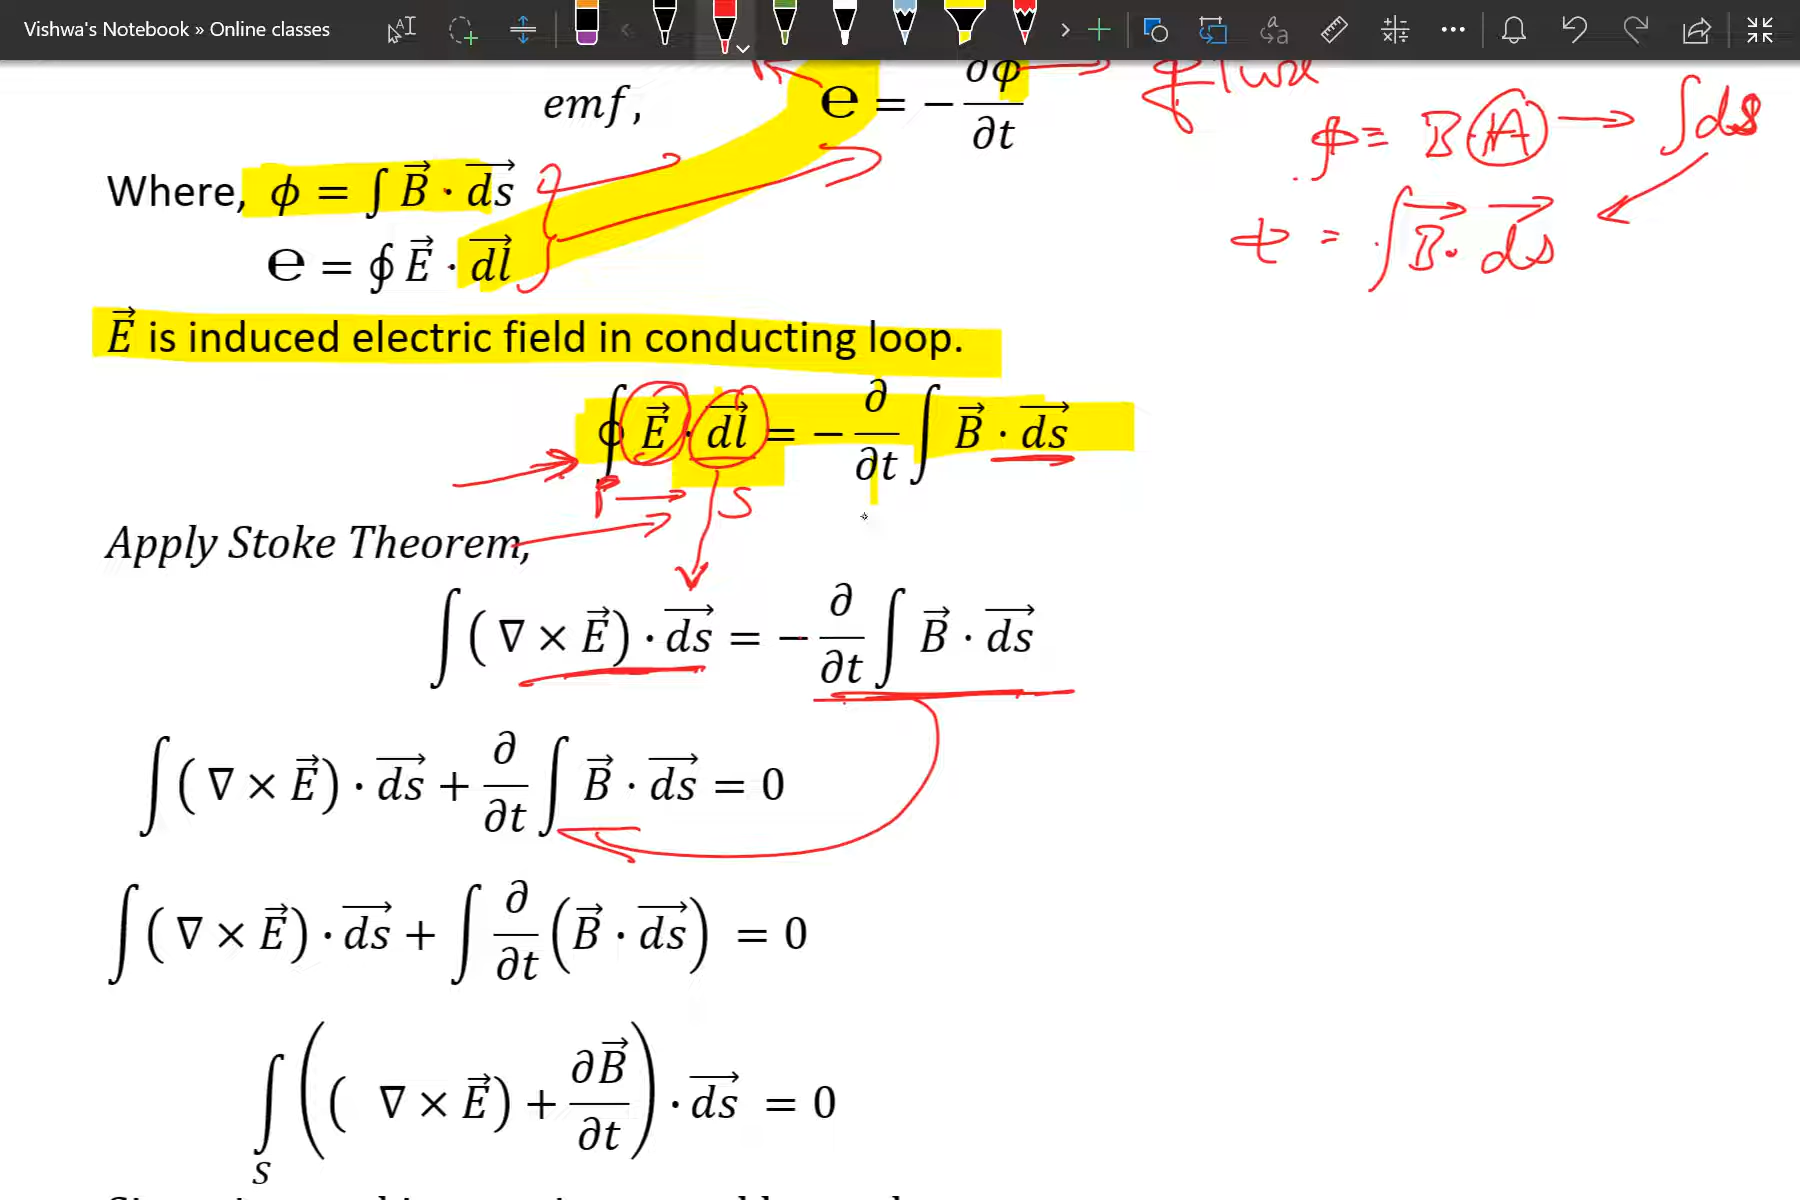 Vishwa's Notebook » Online classes
emf, e = − ∂ϕ/∂t
ϕ = B A → ∫ds
Where, ϕ = ∫ B⃗ · d͞s⃗
ϕ = ∫ B⃗ · ds⃗
e = ∮ E⃗ · dl⃗
E⃗ is induced electric field in conducting loop.
∮ E⃗ · dl⃗ = − ∂/∂t ∫ B⃗ · ds⃗
S
Apply Stoke Theorem,
∫ ( ∇ × E⃗ ) · ds⃗ = − ∂/∂t ∫ B⃗ · ds⃗
∫ ( ∇ × E⃗ ) · ds⃗ + ∂/∂t ∫ B⃗ · ds⃗ = 0
∫ ( ∇ × E⃗ ) · ds⃗ + ∫ ∂/∂t ( B⃗ · ds⃗ ) = 0
∫S ( ( ∇ × E⃗ ) + ∂B⃗/∂t ) · ds⃗ = 0